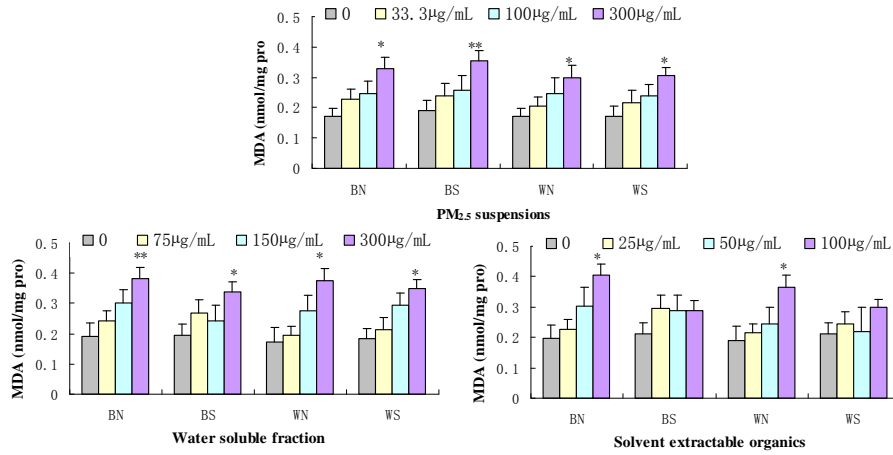 0 33.3μg/mL 100μg/mL 300μg/mL
MDA (nmol/mg pro)
0.5
0.4
0.3
0.2
0.1
0
* ** * *
BN BS WN WS
PM2.5 suspensions
0 75μg/mL 150μg/mL 300μg/mL
MDA (nmol/mg pro)
0.5
0.4
0.3
0.2
0.1
0
** * * *
BN BS WN WS
Water soluble fraction
0 25μg/mL 50μg/mL 100μg/mL
MDA (nmol/mg pro)
0.5
0.4
0.3
0.2
0.1
0
* *
BN BS WN WS
Solvent extractable organics